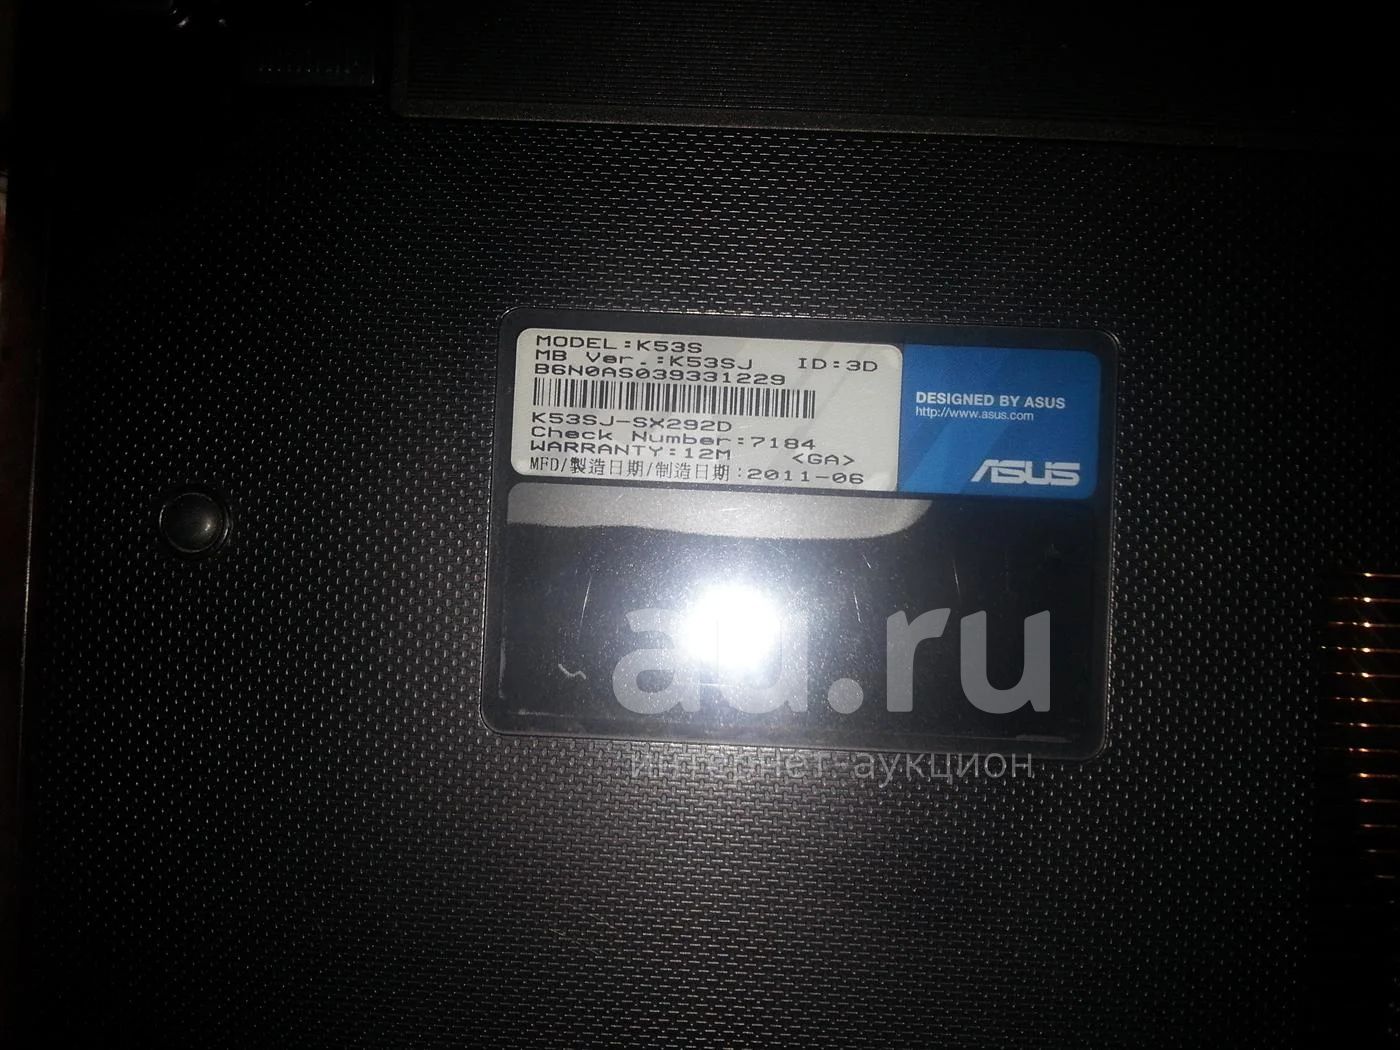 MODEL:K53S
MB Ver.:K53SJ ID:3D
B6N0AS039331229
K53SJ-SX292D
Check Number:7184
WARRANTY:12M <GA>
MFD/製造日期/制造日期:2011-06
DESIGNED BY ASUS
http://www.asus.com
ASUS
au.ru
интернет-аукцион